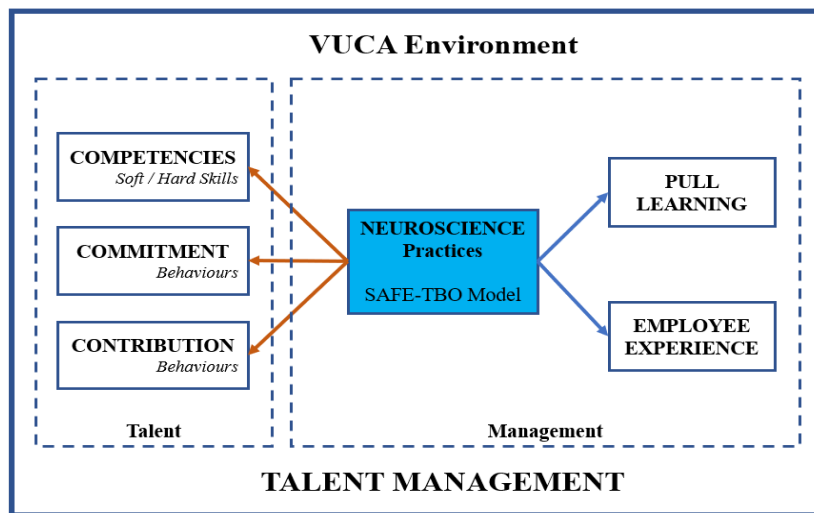 VUCA Environment
COMPETENCIES
Soft / Hard Skills
COMMITMENT
Behaviours
CONTRIBUTION
Behaviours
Talent
NEUROSCIENCE
Practices
SAFE-TBO Model
PULL
LEARNING
EMPLOYEE
EXPERIENCE
Management
TALENT MANAGEMENT